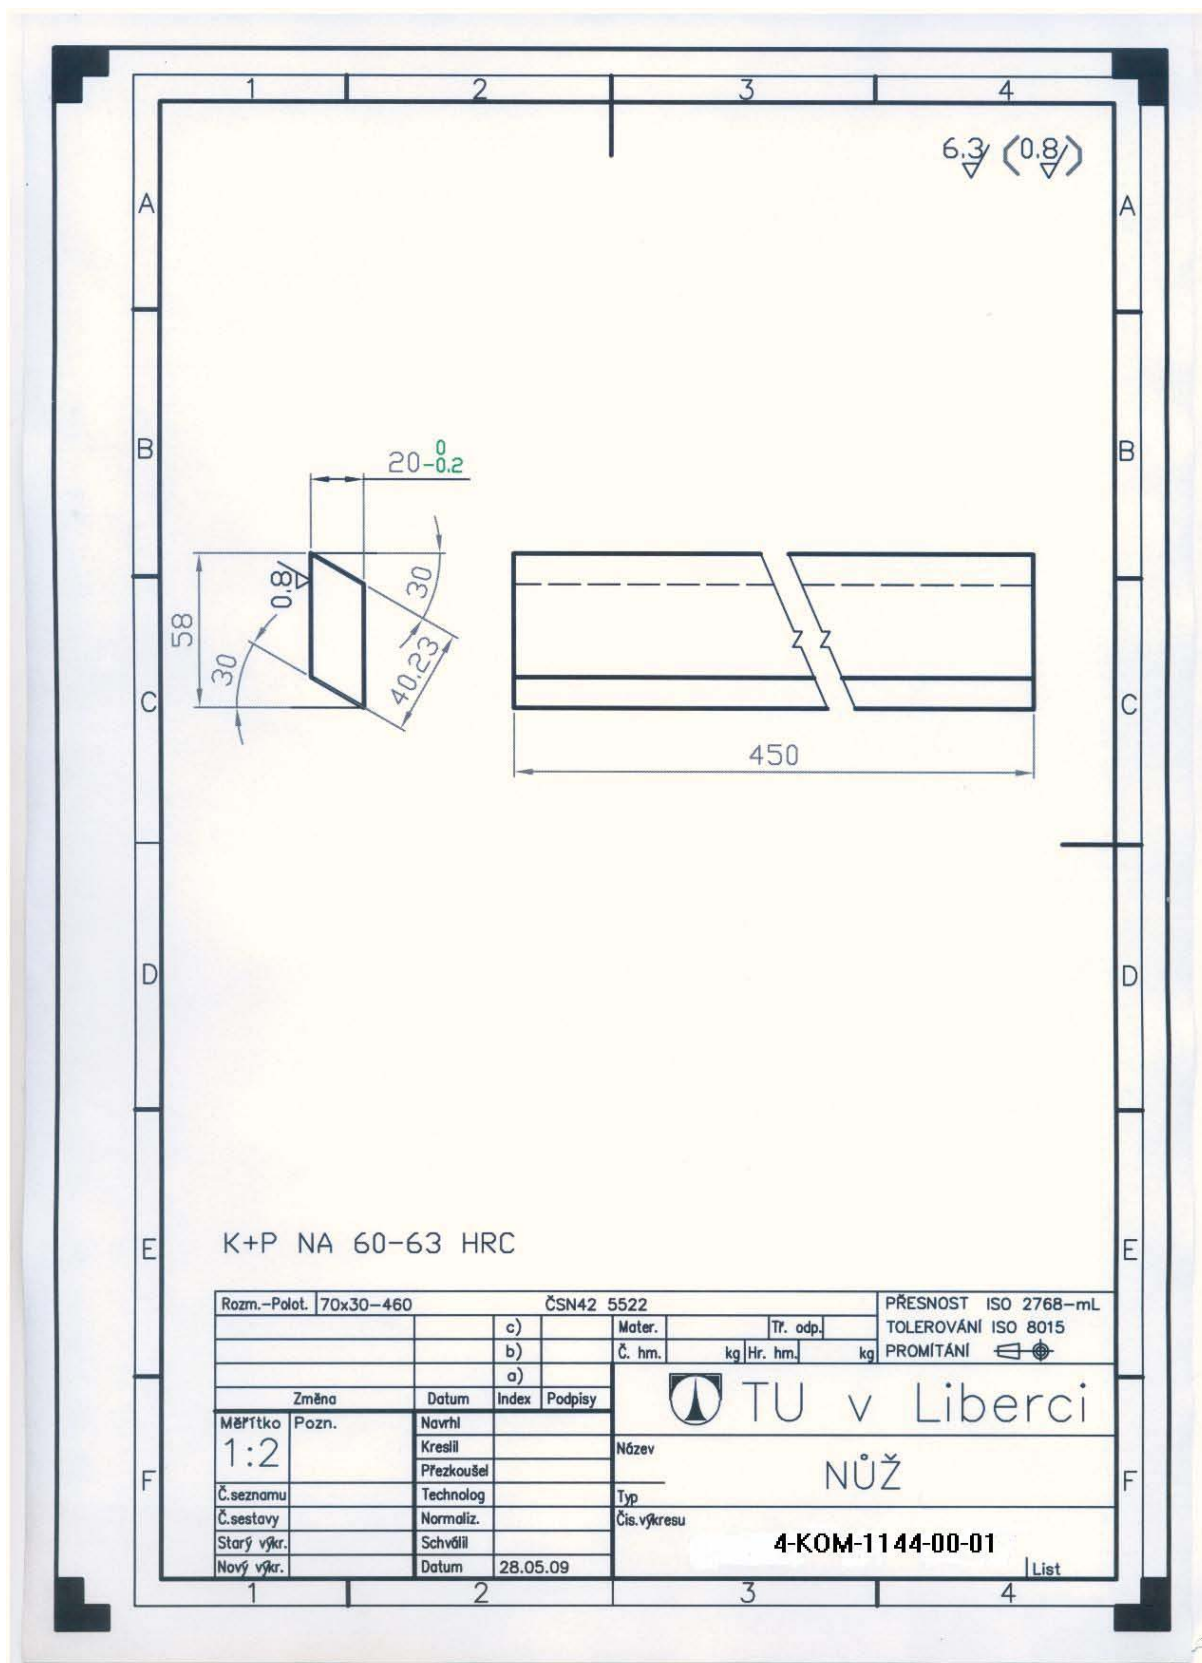 1 2 3 4
6.3 (0.8)
A A
B B
20-0.2
0
0.8
30
58
30
40.23
C C
450
D D
K+P NA 60-63 HRC
E E
Rozm.-Polot. 70x30-460 ČSN42 5522 PŘESNOST ISO 2768-mL
c) Mater. Tř. odp. TOLEROVÁNÍ ISO 8015
b) Č. hm. kg Hr. hm. kg PROMÍTÁNÍ
a)
Změna Datum Index Podpisy TU v Liberci
Měřítko Pozn. Navrhl
1:2 Kreslil Název
Přezkoušel NŮŽ
F F
Č.seznamu Technolog Typ
Č.sestavy Normaliz. Čis.výkresu
Starý výkr. Schválil 4-KOM-1144-00-01
Nový výkr. Datum 28.05.09 List
1 2 3 4